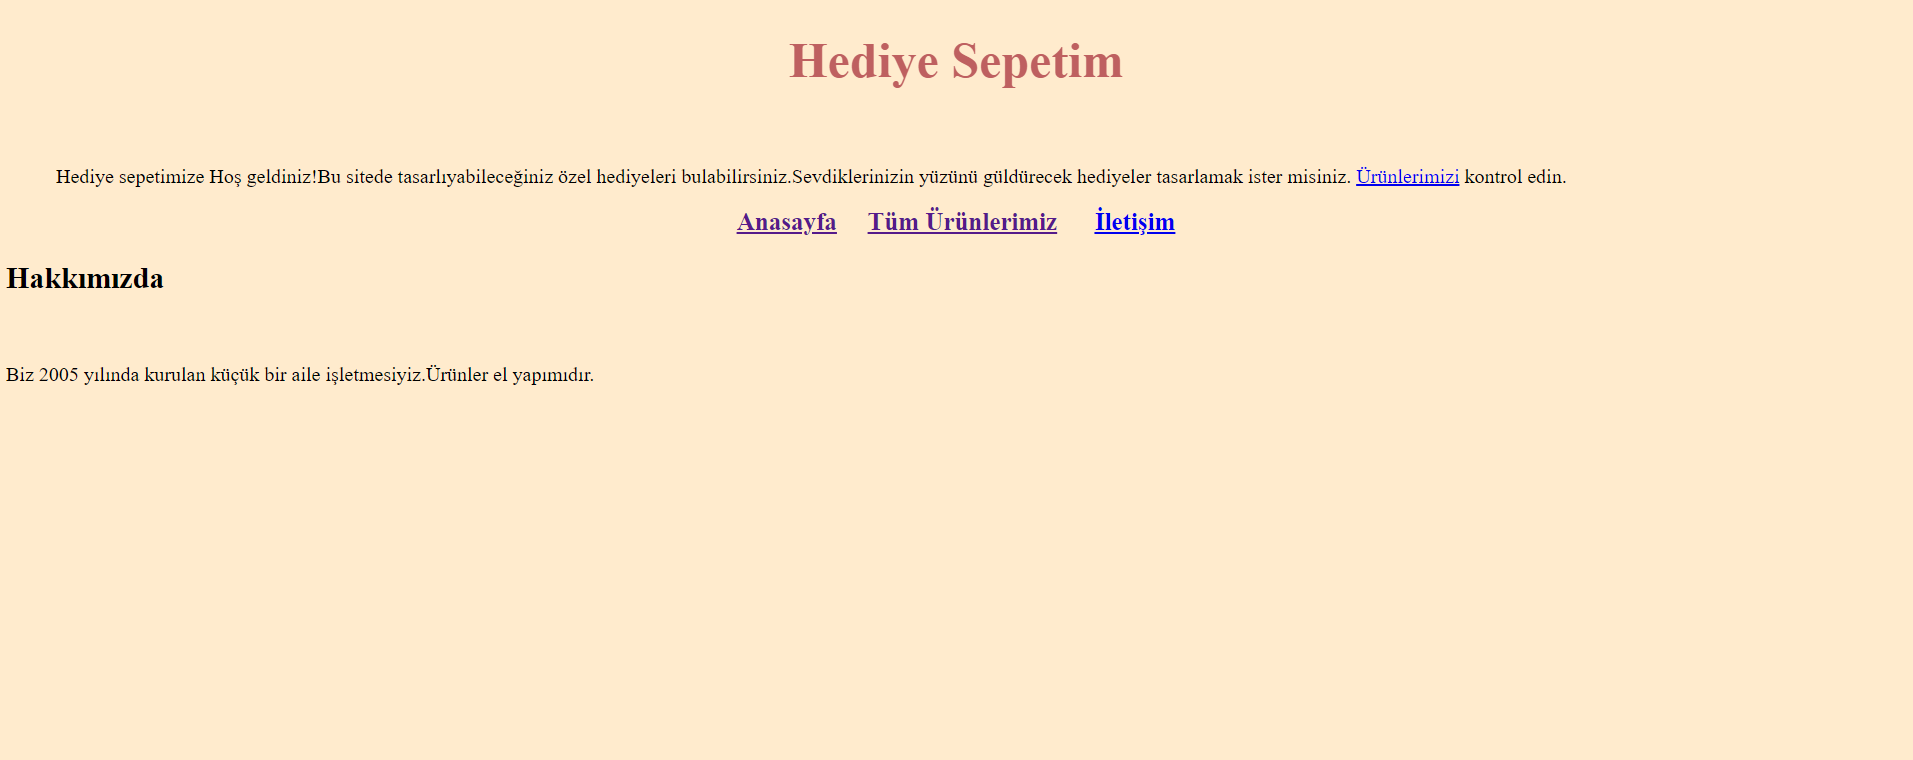 Hediye Sepetim
Hediye sepetimize Hoş geldiniz!Bu sitede tasarlıyabileceğiniz özel hediyeleri bulabilirsiniz.Sevdiklerinizin yüzünü güldürecek hediyeler tasarlamak ister misiniz. Ürünlerimizi kontrol edin.
Anasayfa Tüm Ürünlerimiz İletişim
Hakkımızda
Biz 2005 yılında kurulan küçük bir aile işletmesiyiz.Ürünler el yapımıdır.